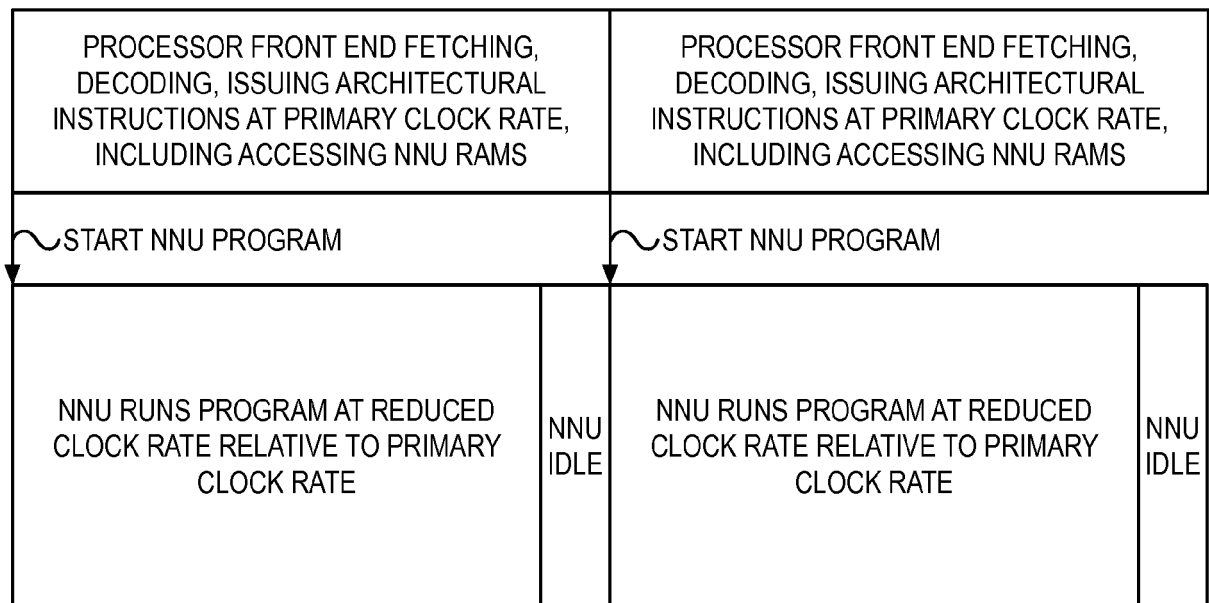 PROCESSOR FRONT END FETCHING,
DECODING, ISSUING ARCHITECTURAL
INSTRUCTIONS AT PRIMARY CLOCK RATE,
INCLUDING ACCESSING NNU RAMS
PROCESSOR FRONT END FETCHING,
DECODING, ISSUING ARCHITECTURAL
INSTRUCTIONS AT PRIMARY CLOCK RATE,
INCLUDING ACCESSING NNU RAMS
START NNU PROGRAM
START NNU PROGRAM
NNU RUNS PROGRAM AT REDUCED
CLOCK RATE RELATIVE TO PRIMARY
CLOCK RATE
NNU
IDLE
NNU RUNS PROGRAM AT REDUCED
CLOCK RATE RELATIVE TO PRIMARY
CLOCK RATE
NNU
IDLE